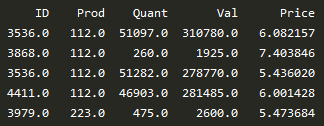 ID Prod Quant Val Price
3536.0 112.0 51097.0 310780.0 6.082157
3868.0 112.0 260.0 1925.0 7.403846
3536.0 112.0 51282.0 278770.0 5.436020
4411.0 112.0 46903.0 281485.0 6.001428
3979.0 223.0 475.0 2600.0 5.473684